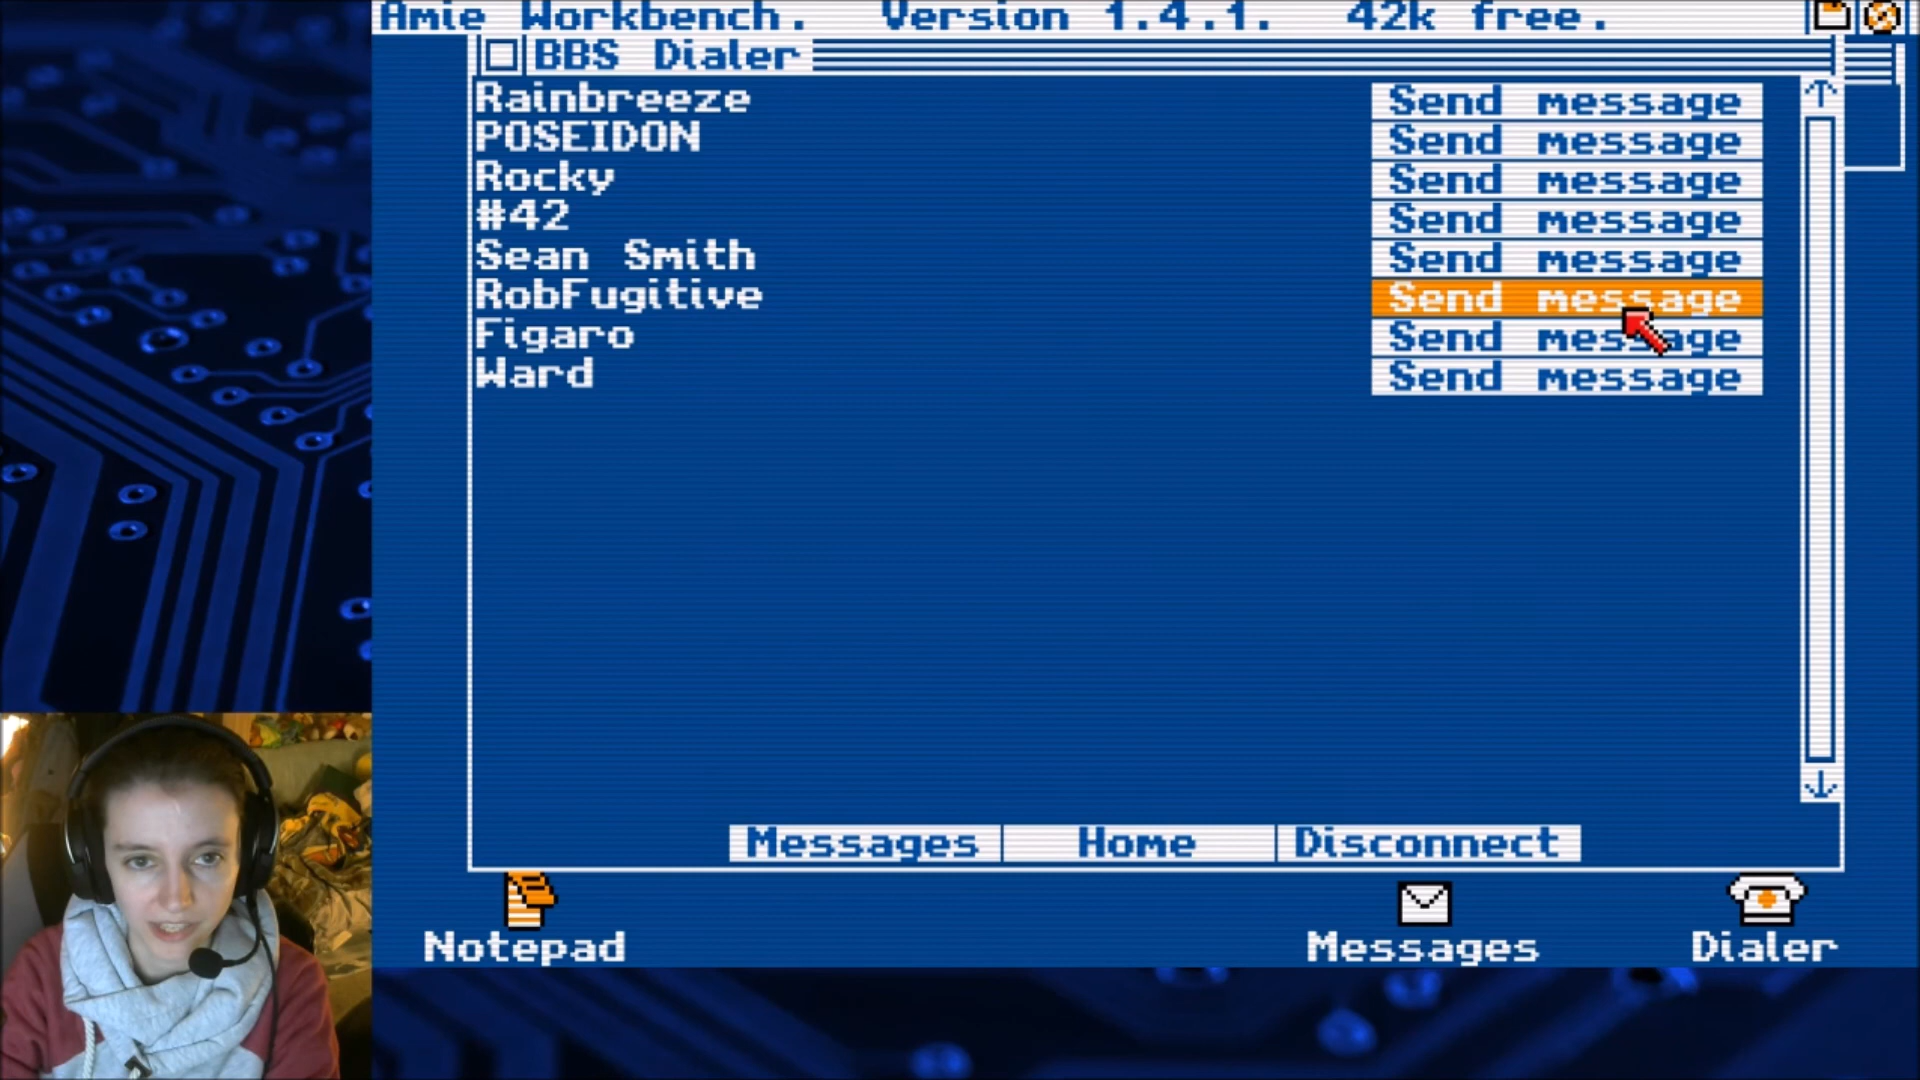 Amie Workbench. Version 1.4.1. 42k free.
BBS Dialer
Rainbreeze Send message
POSEIDON Send message
Rocky Send message
#42 Send message
Sean Smith Send message
RobFugitive Send message
Figaro Send message
Ward Send message
Messages Home Disconnect
Notepad Messages Dialer